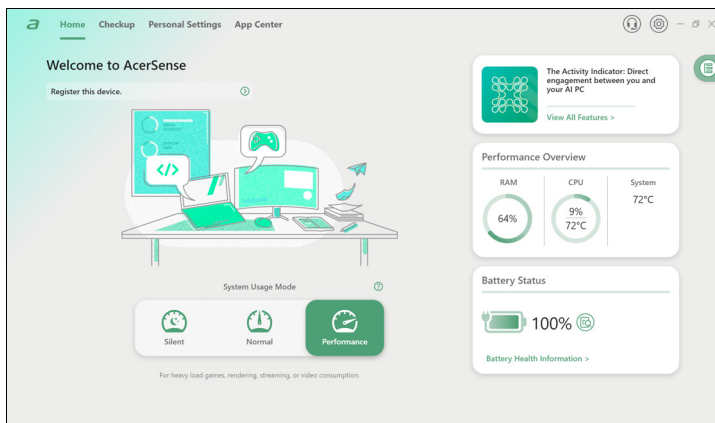 Home Checkup Personal Settings App Center
Welcome to AcerSense
Register this device.
</>
System Usage Mode
?
Silent Normal Performance
For heavy load games, rendering, streaming, or video consumption.
The Activity Indicator: Direct
engagement between you and
your AI PC
View All Features >
Performance Overview
RAM CPU System
64% 9% 72°C
72°C
Battery Status
100%
Battery Health Information >